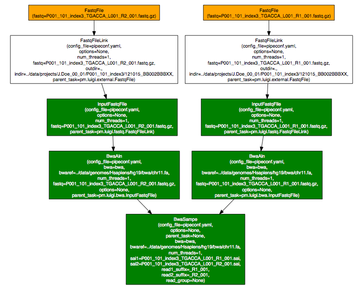 FastqFile
(fastq=P001_101_index3_TGACCA_L001_R2_001.fastq.gz)
FastqFile
(fastq=P001_101_index3_TGACCA_L001_R1_001.fastq.gz)
FastqFileLink
(config_file=pipeconf.yaml,
options=None,
num_threads=1,
fastq=P001_101_index3_TGACCA_L001_R2_001.fastq.gz,
outdir=,
indir=../data/projects/J.Doe_00_01/P001_101_index3/121015_BB002BBBXX,
parent_task=pm.luigi.external.FastqFile)
FastqFileLink
(config_file=pipeconf.yaml,
options=None,
num_threads=1,
fastq=P001_101_index3_TGACCA_L001_R1_001.fastq.gz,
outdir=,
indir=../data/projects/J.Doe_00_01/P001_101_index3/121015_BB002BBBXX,
parent_task=pm.luigi.external.FastqFile)
InputFastqFile
(config_file=pipeconf.yaml,
options=None,
num_threads=1,
fastq=P001_101_index3_TGACCA_L001_R2_001.fastq.gz,
parent_task=pm.luigi.fastq.FastqFileLink)
InputFastqFile
(config_file=pipeconf.yaml,
options=None,
num_threads=1,
fastq=P001_101_index3_TGACCA_L001_R1_001.fastq.gz,
parent_task=pm.luigi.fastq.FastqFileLink)
BwaAln
(config_file=pipeconf.yaml,
bwa=bwa,
bwaref=../data/genomes/Hsapiens/hg19/bwa/chr11.fa,
num_threads=1,
fastq=P001_101_index3_TGACCA_L001_R2_001.fastq.gz,
options=None,
parent_task=pm.luigi.bwa.InputFastqFile)
BwaAln
(config_file=pipeconf.yaml,
bwa=bwa,
bwaref=../data/genomes/Hsapiens/hg19/bwa/chr11.fa,
num_threads=1,
fastq=P001_101_index3_TGACCA_L001_R1_001.fastq.gz,
options=None,
parent_task=pm.luigi.bwa.InputFastqFile)
BwaSampe
(config_file=pipeconf.yaml,
options=None,
parent_task=None,
bwa=bwa,
bwaref=../data/genomes/Hsapiens/hg19/bwa/chr11.fa,
num_threads=1,
sai1=P001_101_index3_TGACCA_L001_R1_001.sai,
sai2=P001_101_index3_TGACCA_L001_R2_001.sai,
read1_suffix=_R1_001,
read2_suffix=_R2_001,
read_group=None)